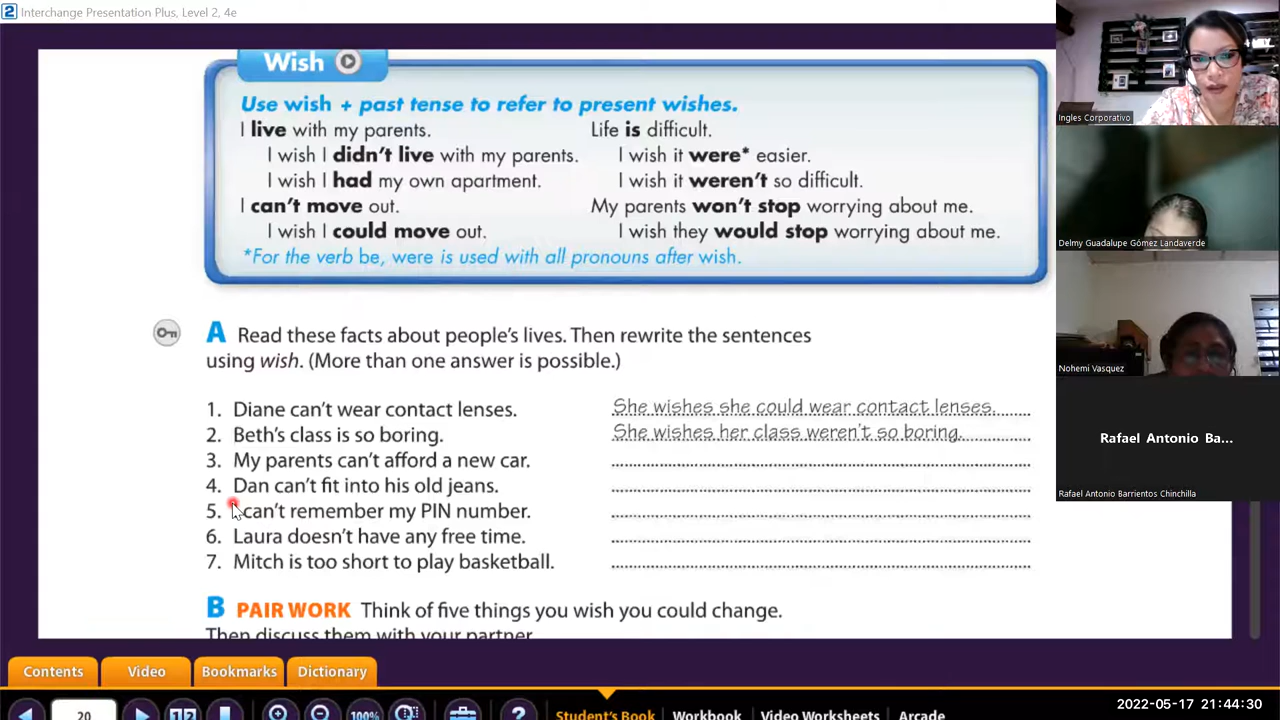 2 Interchange Presentation Plus, Level 2, 4e
Wish
Use wish + past tense to refer to present wishes.
I live with my parents.
I wish I didn't live with my parents.
I wish I had my own apartment.
I can't move out.
I wish I could move out.
Life is difficult.
I wish it were* easier.
I wish it weren't so difficult.
My parents won't stop worrying about me.
I wish they would stop worrying about me.
*For the verb be, were is used with all pronouns after wish.
A Read these facts about people's lives. Then rewrite the sentences
using wish. (More than one answer is possible.)
1. Diane can't wear contact lenses. She wishes she could wear contact lenses.
2. Beth's class is so boring. She wishes her class weren't so boring.
3. My parents can't afford a new car.
4. Dan can't fit into his old jeans.
5. can't remember my PIN number.
6. Laura doesn't have any free time.
7. Mitch is too short to play basketball.
B PAIR WORK Think of five things you wish you could change.
Then discuss them with your partner.
Ingles Corporativo
Delmy Guadalupe Gómez Landaverde
Nohemi Vasquez
Rafael Antonio Ba...
Rafael Antonio Barrientos Chinchilla
Contents Video Bookmarks Dictionary
20 1 2 100% ? Student's Book Workbook Video Worksheets Arcade
2022-05-17 21:44:30